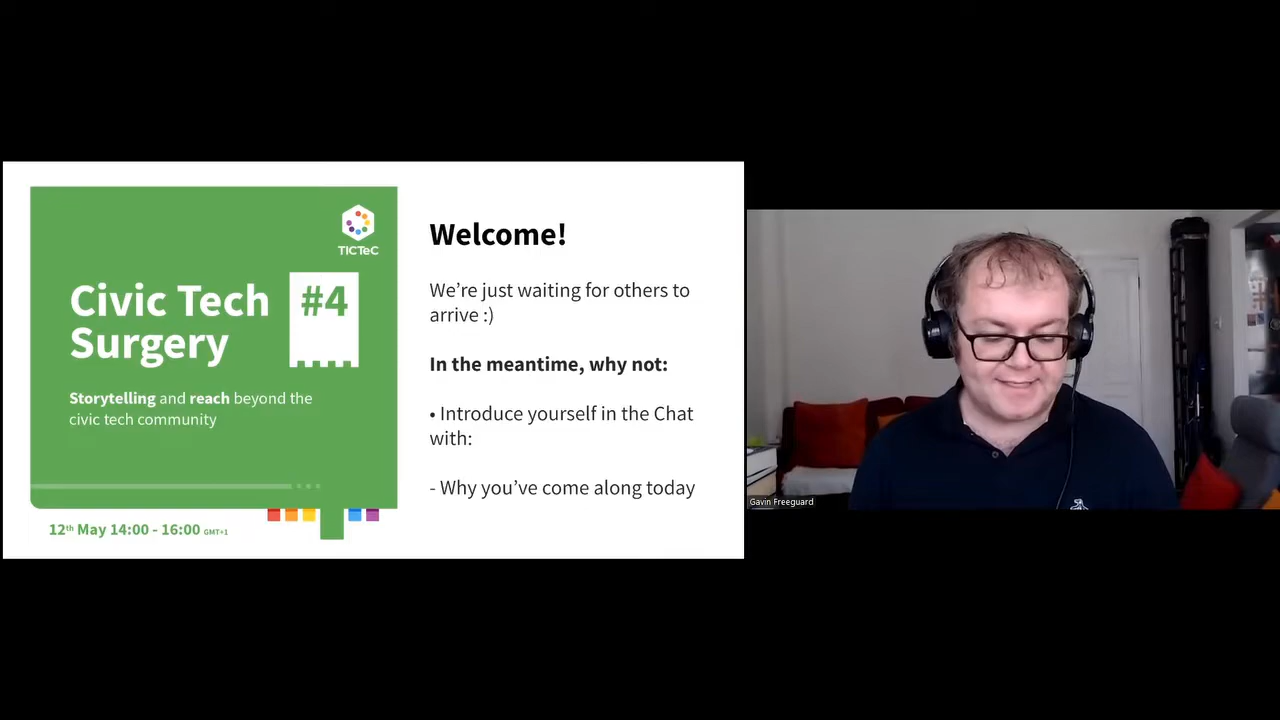 TICTeC
Civic Tech
Surgery
#4
Storytelling and reach beyond the
civic tech community
12th May 14:00 - 16:00 GMT+1
Welcome!
We’re just waiting for others to
arrive :)
In the meantime, why not:
• Introduce yourself in the Chat
with:
- Why you’ve come along today
Gavin Freeguard